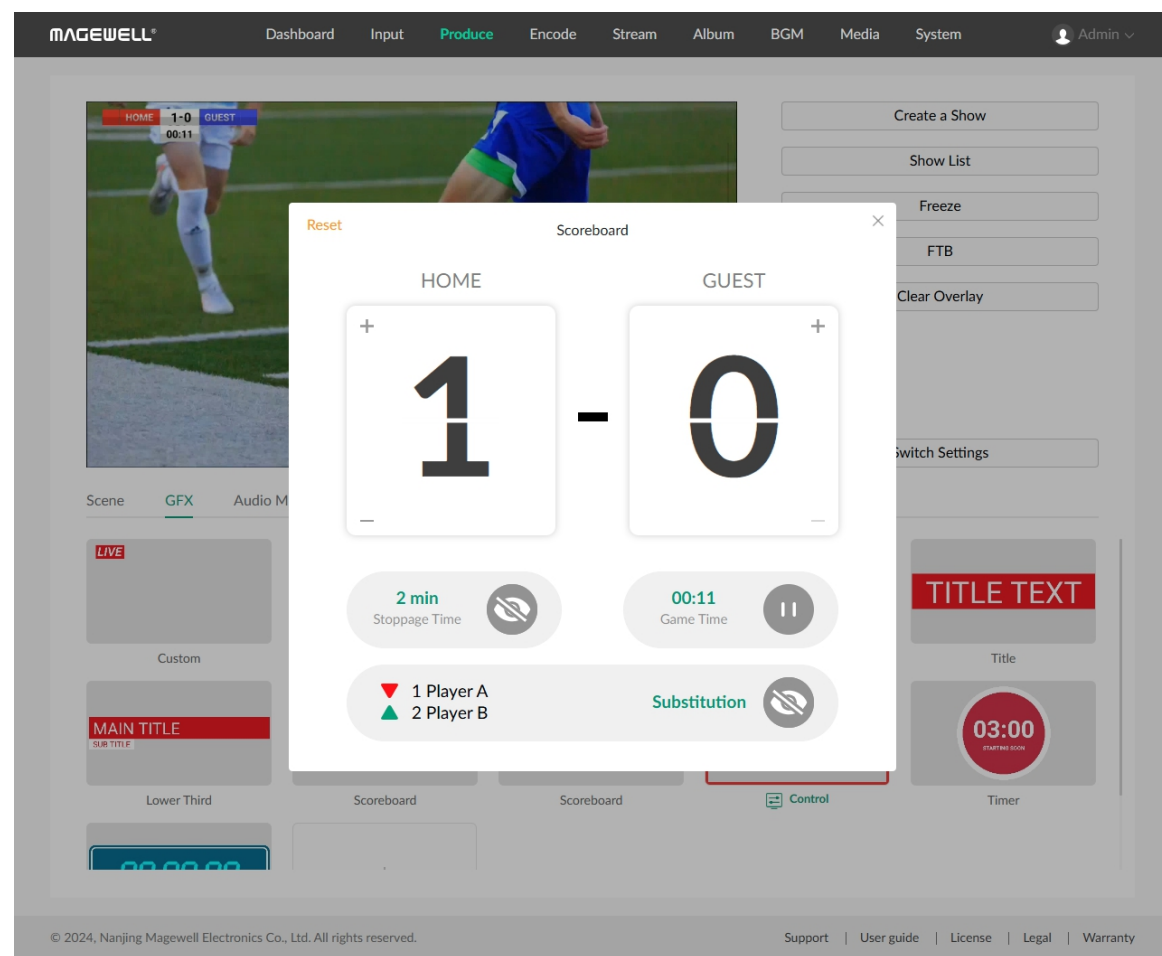 MAGEWELL®
Dashboard Input Produce Encode Stream Album BGM Media System Admin
HOME 1-0 GUEST
00:11
Create a Show
Show List
Freeze
FTB
Clear Overlay
Switch Settings
Reset
Scoreboard
HOME GUEST
+ +
1 - 0
2 min
Stoppage Time
00:11
Game Time
1 Player A
2 Player B
Substitution
Scene GFX Audio M
LIVE
TITLE TEXT
Custom Title
MAIN TITLE
SUB TITLE
03:00
STARTING SOON
Lower Third Scoreboard Scoreboard Control Timer
© 2024, Nanjing Magewell Electronics Co., Ltd. All rights reserved.
Support | User guide | License | Legal | Warranty